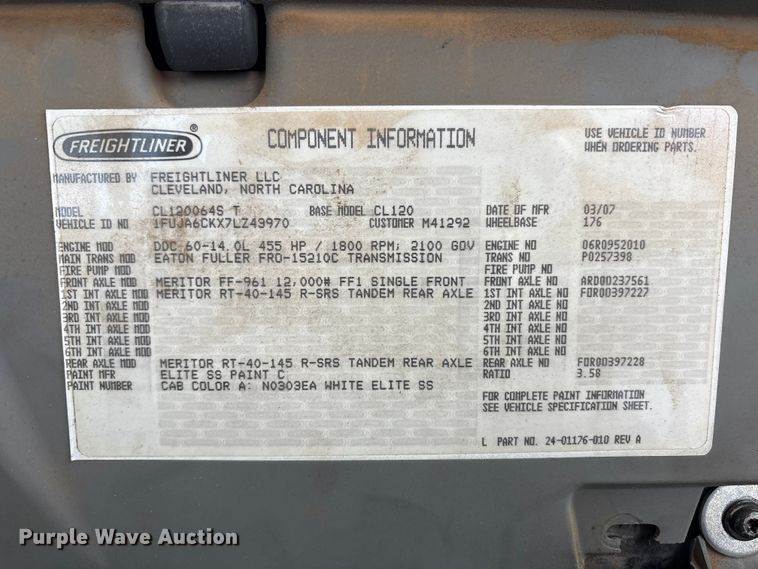 FREIGHTLINER ®
COMPONENT INFORMATION
USE VEHICLE ID NUMBER
WHEN ORDERING PARTS.
MANUFACTURED BY FREIGHTLINER LLC
CLEVELAND, NORTH CAROLINA
MODEL CL120064S T BASE MODEL CL120 DATE OF MFR 03/07
VEHICLE ID NO 1FUJA6CKX7LZ43970 CUSTOMER M41292 WHEELBASE 176
ENGINE MOD DDC 60-14.0L 455 HP / 1800 RPM; 2100 GOV ENGINE NO 06R0952010
MAIN TRANS MOD EATON FULLER FRO-15210C TRANSMISSION TRANS NO P0257398
FIRE PUMP MOD FIRE PUMP NO
FRONT AXLE MOD MERITOR FF-961 12,000# FF1 SINGLE FRONT FRONT AXLE NO ARD00237561
1ST INT AXLE MOD MERITOR RT-40-145 R-SRS TANDEM REAR AXLE 1ST INT AXLE NO FOR00397227
2ND INT AXLE MOD 2ND INT AXLE NO
3RD INT AXLE MOD 3RD INT AXLE NO
4TH INT AXLE MOD 4TH INT AXLE NO
5TH INT AXLE MOD 5TH INT AXLE NO
6TH INT AXLE MOD 6TH INT AXLE NO
REAR AXLE MOD MERITOR RT-40-145 R-SRS TANDEM REAR AXLE REAR AXLE NO FOR00397228
PAINT MFR ELITE SS PAINT C RATIO 3.58
PAINT NUMBER CAB COLOR A: N0303EA WHITE ELITE SS
FOR COMPLETE PAINT INFORMATION
SEE VEHICLE SPECIFICATION SHEET.
L PART NO. 24-01176-010 REV A
Purple Wave Auction